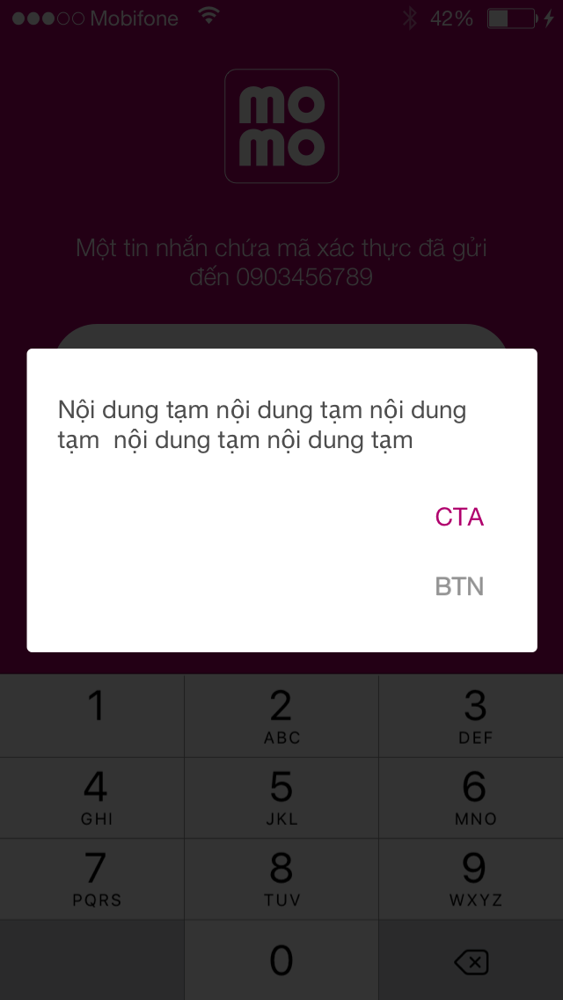 Mobifone
42%
mo
mo
Một tin nhắn chứa mã xác thực đã gửi
đến 0903456789
Nội dung tạm nội dung tạm nội dung
tạm  nội dung tạm nội dung tạm
CTA
BTN
1 2 3
ABC DEF
4 5 6
GHI JKL MNO
7 8 9
PQRS TUV WXYZ
0